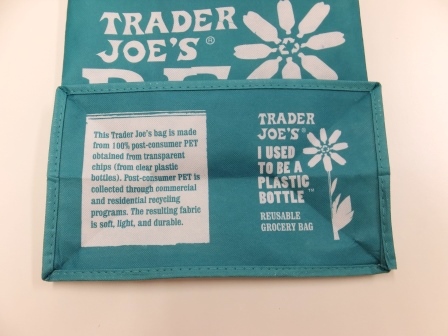 TRADER
JOE'S®
This Trader Joe's bag is made
from 100% post-consumer PET
obtained from transparent
chips (from clear plastic
bottles). Post-consumer PET is
collected through commercial
and residential recycling
programs. The resulting fabric
is soft, light, and durable.
TRADER
JOE'S®
I USED
TO BE A
PLASTIC
BOTTLE™
REUSABLE
GROCERY BAG